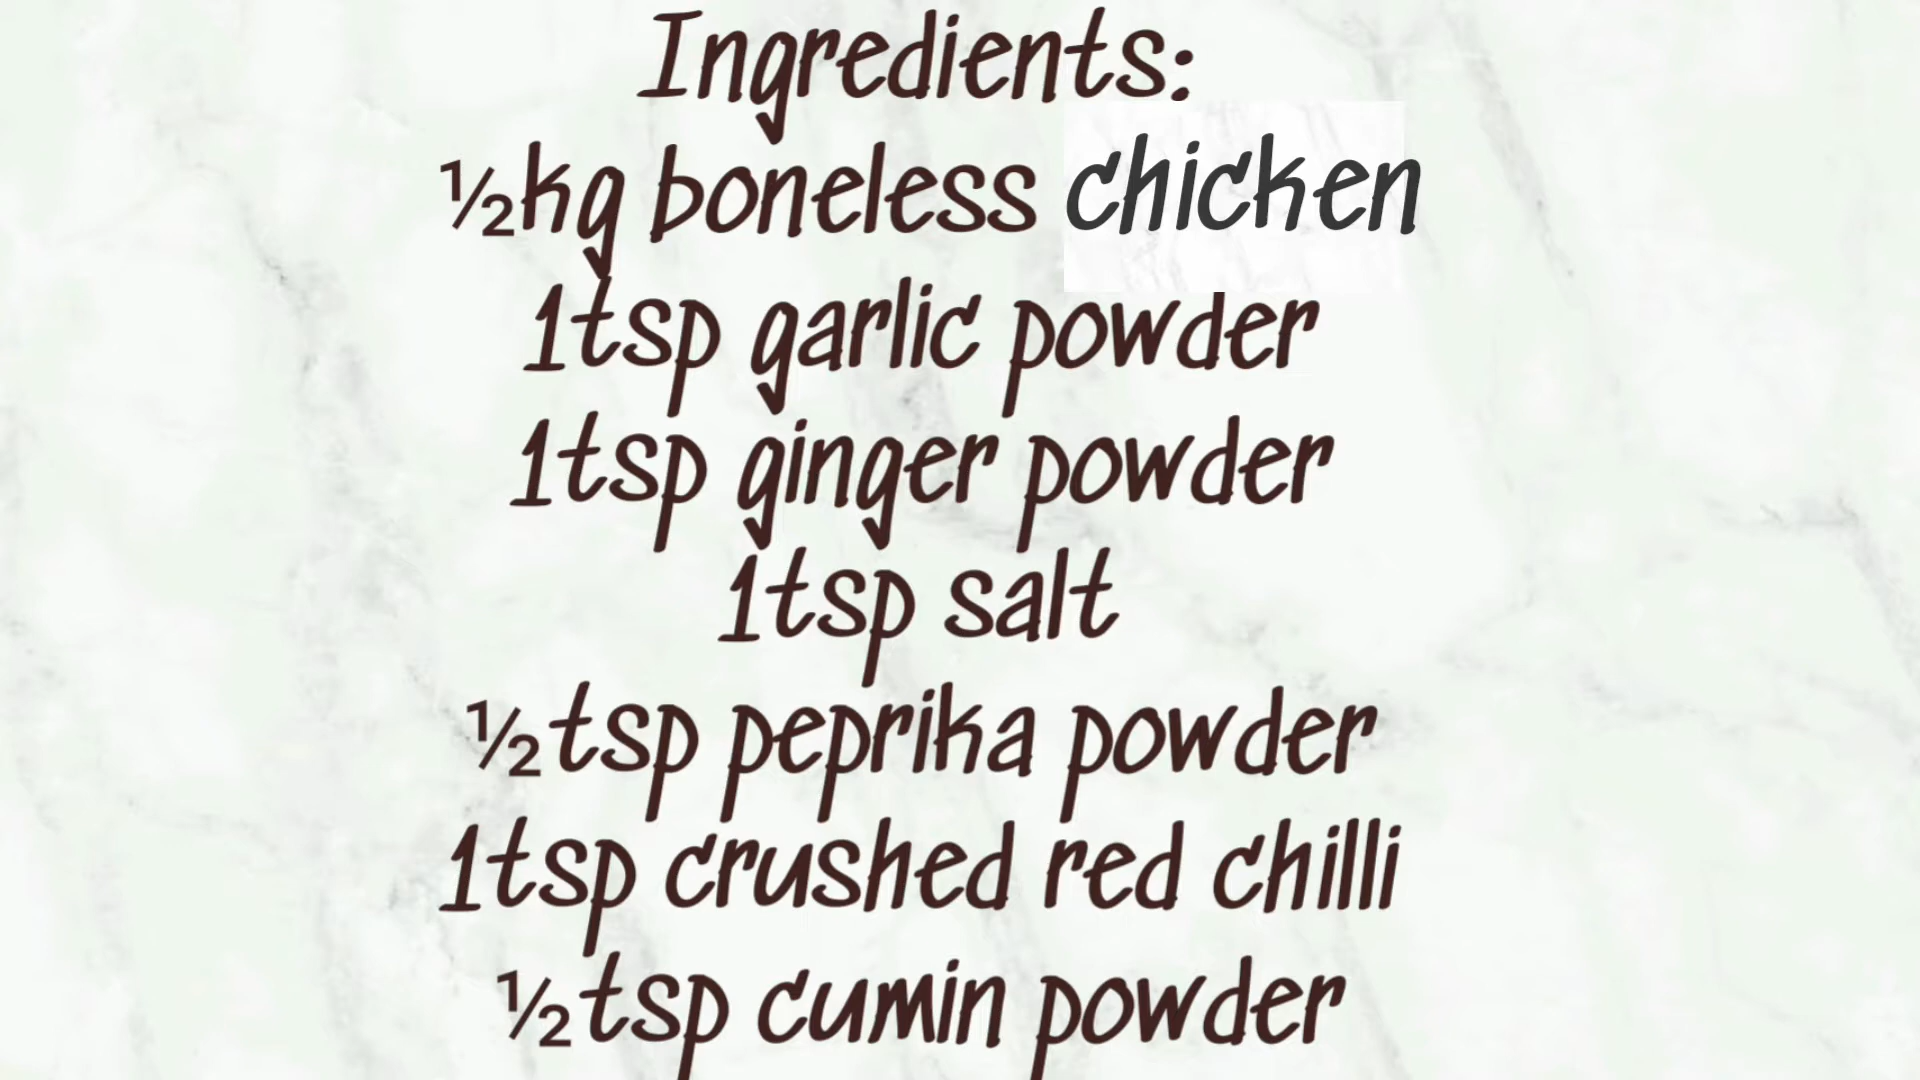 Ingredients:
½kg boneless chicken
1tsp garlic powder
1tsp ginger powder
1tsp salt
½tsp peprika powder
1tsp crushed red chilli
½tsp cumin powder